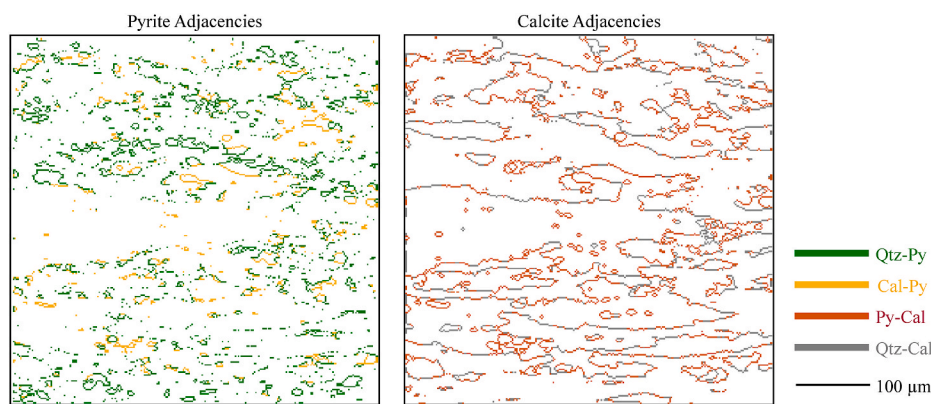 Pyrite Adjacencies
Calcite Adjacencies
Qtz-Py
Cal-Py
Py-Cal
Qtz-Cal
100 μm